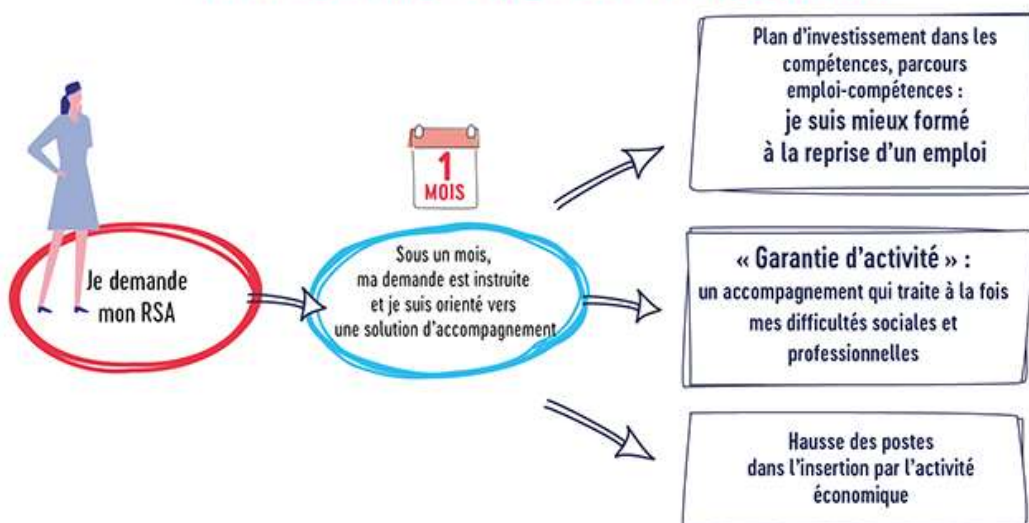 Je demande
mon RSA
1
MOIS
Sous un mois,
ma demande est instruite
et je suis orienté vers
une solution d'accompagnement
Plan d'investissement dans les
compétences, parcours
emploi-compétences :
je suis mieux formé
à la reprise d'un emploi
« Garantie d'activité » :
un accompagnement qui traite à la fois
mes difficultés sociales et
professionnelles
Hausse des postes
dans l'insertion par l'activité
économique